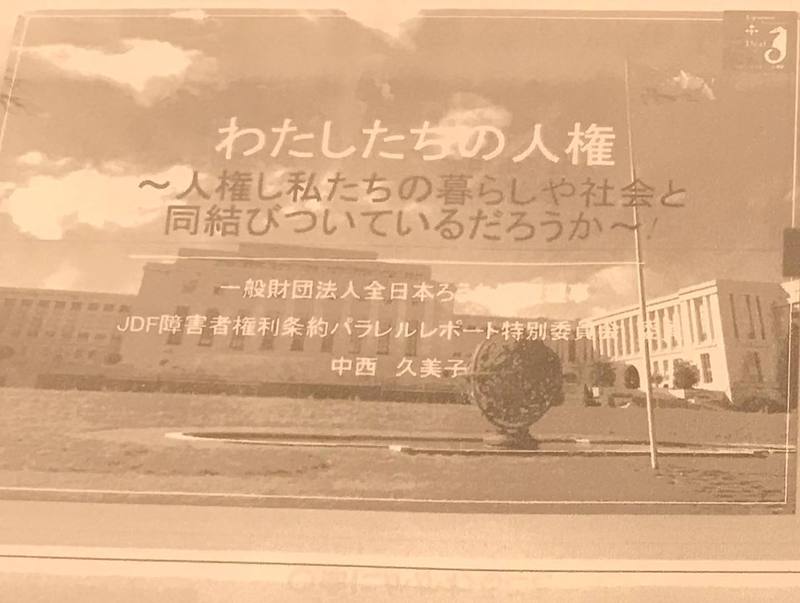 わたしたちの人権
～人権し私たちの暮らしや社会と
同結びついているだろうか～!
一般財団法人全日本ろう
JDF障害者権利条約パラレルレポート特別委員会
中西 久美子
Deaf